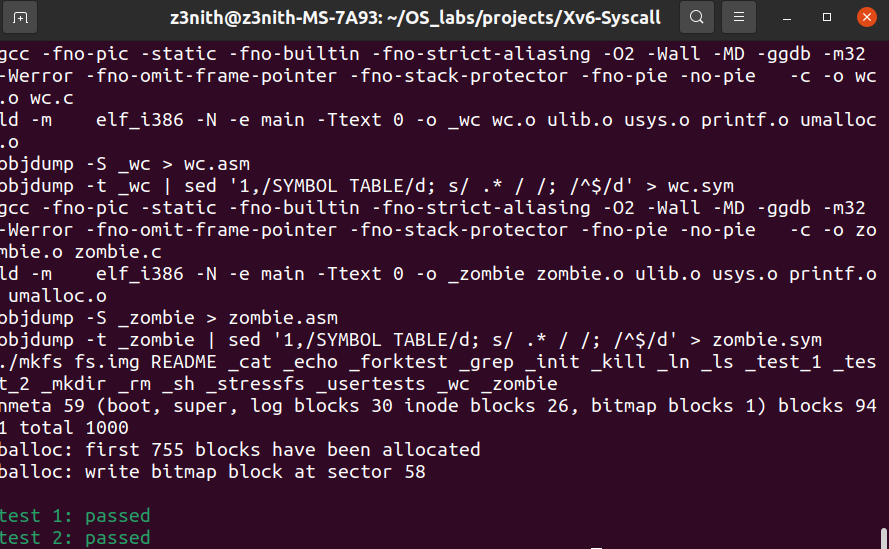 z3nith@z3nith-MS-7A93: ~/OS_labs/projects/Xv6-Syscall
gcc -fno-pic -static -fno-builtin -fno-strict-aliasing -O2 -Wall -MD -ggdb -m32
-Werror -fno-omit-frame-pointer -fno-stack-protector -fno-pie -no-pie   -c -o wc
.o wc.c
ld -m    elf_i386 -N -e main -Ttext 0 -o _wc wc.o ulib.o usys.o printf.o umalloc
.o
objdump -S _wc > wc.asm
objdump -t _wc | sed '1,/SYMBOL TABLE/d; s/ .* / /; /^$/d' > wc.sym
gcc -fno-pic -static -fno-builtin -fno-strict-aliasing -O2 -Wall -MD -ggdb -m32
-Werror -fno-omit-frame-pointer -fno-stack-protector -fno-pie -no-pie   -c -o zo
mbie.o zombie.c
ld -m    elf_i386 -N -e main -Ttext 0 -o _zombie zombie.o ulib.o usys.o printf.o
 umalloc.o
objdump -S _zombie > zombie.asm
objdump -t _zombie | sed '1,/SYMBOL TABLE/d; s/ .* / /; /^$/d' > zombie.sym
./mkfs fs.img README _cat _echo _forktest _grep _init _kill _ln _ls _test_1 _tes
t_2 _mkdir _rm _sh _stressfs _usertests _wc _zombie
nmeta 59 (boot, super, log blocks 30 inode blocks 26, bitmap blocks 1) blocks 94
1 total 1000
balloc: first 755 blocks have been allocated
balloc: write bitmap block at sector 58
test 1: passed
test 2: passed